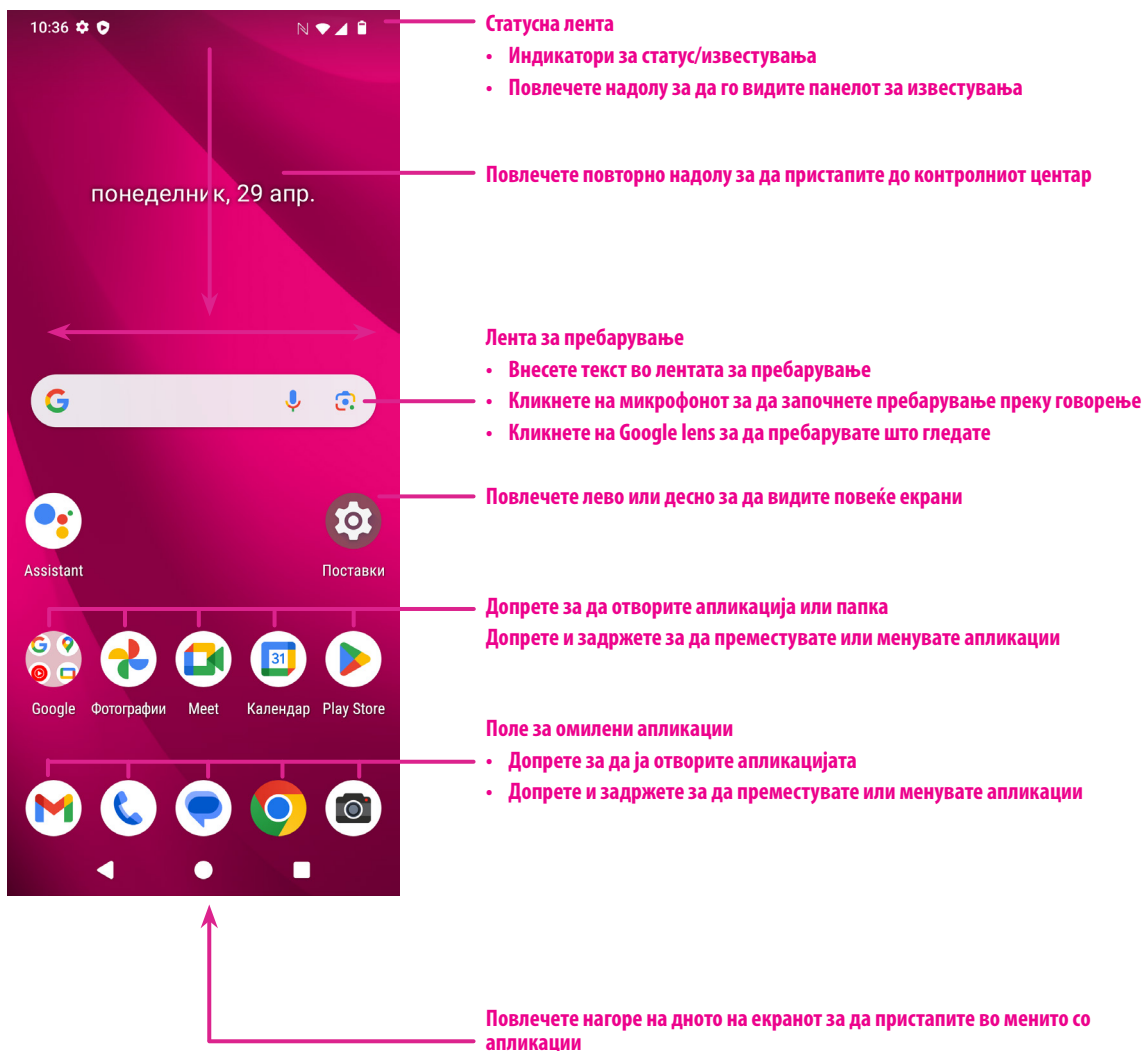 10:36
Статусна лента
• Индикатори за статус/известувања
• Повлечете надолу за да го видите панелот за известувања
Повлечете повторно надолу за да пристапите до контролниот центар
понеделник, 29 апр.
Лента за пребарување
• Внесете текст во лентата за пребарување
• Кликнете на микрофонот за да започнете пребарување преку говорење
• Кликнете на Google lens за да пребарувате што гледате
Повлечете лево или десно за да видите повеќе екрани
Assistant Поставки
Допрете за да отворите апликација или папка
Допрете и задржете за да преместувате или менувате апликации
31
Google Фотографии Meet Календар Play Store
Поле за омилени апликации
• Допрете за да ја отворите апликацијата
• Допрете и задржете за да преместувате или менувате апликации
Повлечете нагоре на дното на екранот за да пристапите во менито со
апликации